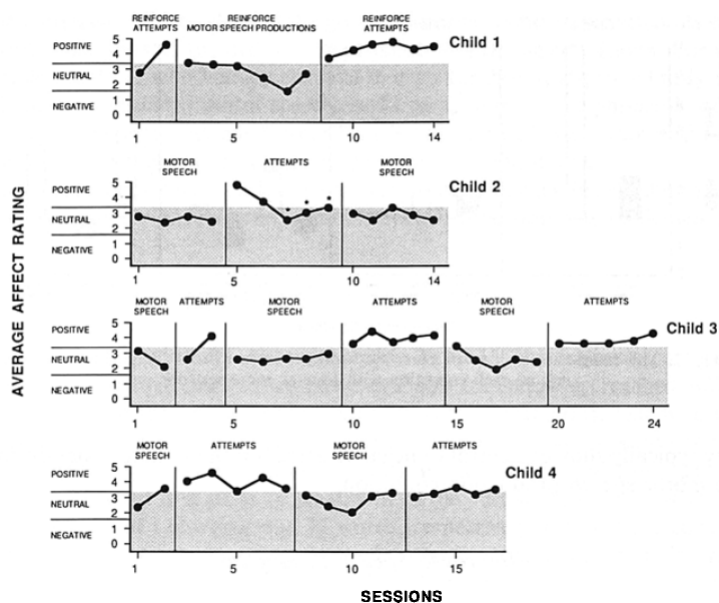 REINFORCE
ATTEMPTS
REINFORCE
MOTOR SPEECH PRODUCTIONS
REINFORCE
ATTEMPTS
Child 1
POSITIVE
NEUTRAL
NEGATIVE
5
4
3
2
1
0
1 5 10 14
MOTOR
SPEECH
ATTEMPTS
MOTOR
SPEECH
Child 2
POSITIVE
NEUTRAL
NEGATIVE
5
4
3
2
1
0
1 5 10 14
AVERAGE AFFECT RATING
MOTOR
SPEECH
ATTEMPTS
MOTOR
SPEECH
ATTEMPTS
MOTOR
SPEECH
ATTEMPTS
Child 3
POSITIVE
NEUTRAL
NEGATIVE
5
4
3
2
1
0
1 5 10 15 20 24
MOTOR
SPEECH
ATTEMPTS
MOTOR
SPEECH
ATTEMPTS
Child 4
POSITIVE
NEUTRAL
NEGATIVE
5
4
3
2
1
0
1 5 10 15
SESSIONS